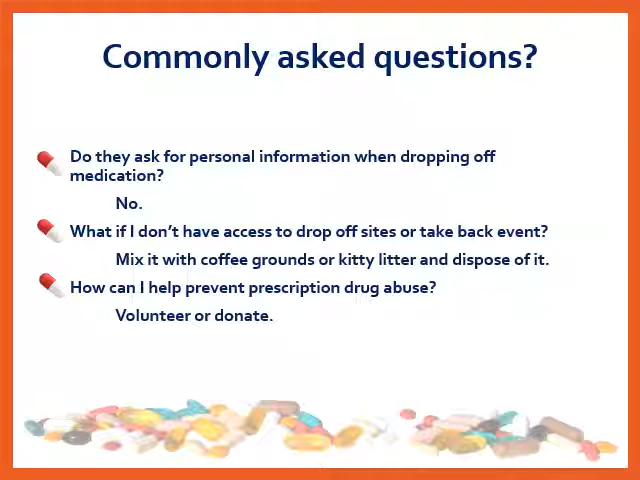 Commonly asked questions?
Do they ask for personal information when dropping off
medication?
No.
What if I don’t have access to drop off sites or take back event?
Mix it with coffee grounds or kitty litter and dispose of it.
How can I help prevent prescription drug abuse?
Volunteer or donate.